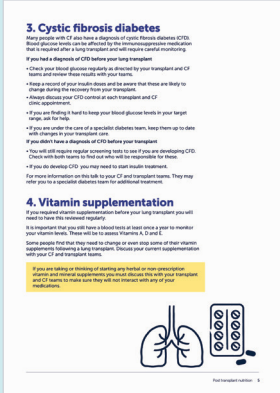 3. Cystic fibrosis diabetes
Many people with CF also have a diagnosis of cystic fibrosis diabetes (CFD).
Blood glucose levels can be affected by the immunosuppressive medication
that is required after a lung transplant and will require careful monitoring.
If you had a diagnosis of CFD before your lung transplant
• Check your blood glucose regularly as directed by your transplant and CF
teams and review these results with your teams.
• Keep a record of your insulin doses and be aware that these are likely to
change during the recovery from your transplant.
• Always discuss your CFD control at each transplant and CF
clinic appointment.
• If you are finding it hard to keep your blood glucose levels in your target
range, ask for help.
• If you are under the care of a specialist diabetes team, keep them up to date
with changes in your transplant care.
If you didn't have a diagnosis of CFD before your transplant
• You will still require regular screening tests to see if you are developing CFD.
Check with both teams to find out who will be responsible for these.
• If you do develop CFD you may need to start insulin treatment.
For more information on this talk to your CF and transplant teams. They may
refer you to a specialist diabetes team for additional treatment.
4. Vitamin supplementation
If you required vitamin supplementation before your lung transplant you will
need to have this reviewed regularly.
It is important that you still have a blood tests at least once a year to monitor
your vitamin levels. These will be to assess Vitamins A, D and E.
Some people find that they need to change or even stop some of their vitamin
supplements following a lung transplant. Discuss your current supplementation
with your CF and transplant teams.
If you are taking or thinking of starting any herbal or non-prescription
vitamin and mineral supplements you must discuss this with your transplant
and CF teams to make sure they will not interact with any of your
medications.
Post transplant nutrition 5